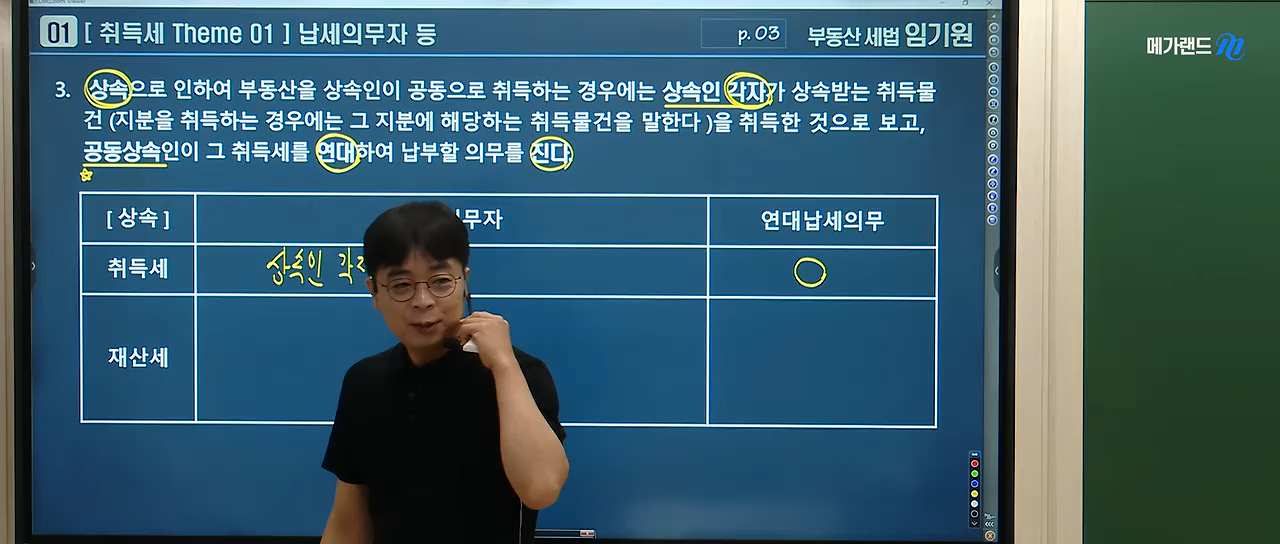 01 [ 취득세 Theme 01 ] 납세의무자 등
p. 03
부동산 세법 임기원
메가랜드
3. 상속으로 인하여 부동산을 상속인이 공동으로 취득하는 경우에는 상속인 각자가 상속받는 취득물
건 (지분을 취득하는 경우에는 그 지분에 해당하는 취득물건을 말한다 )을 취득한 것으로 보고,
공동상속인이 그 취득세를 연대하여 납부할 의무를 진다.
[ 상속 ]
무자
연대납세의무
취득세
상속인
재산세